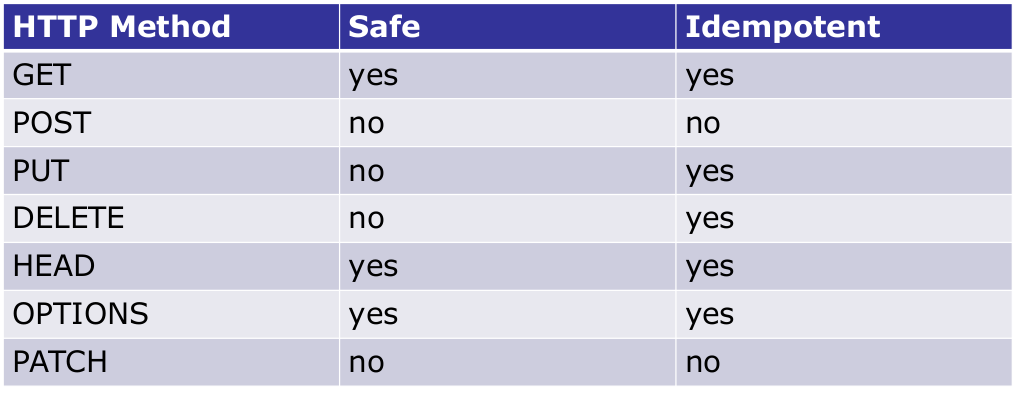 HTTP Method Safe Idempotent
GET yes yes
POST no no
PUT no yes
DELETE no yes
HEAD yes yes
OPTIONS yes yes
PATCH no no